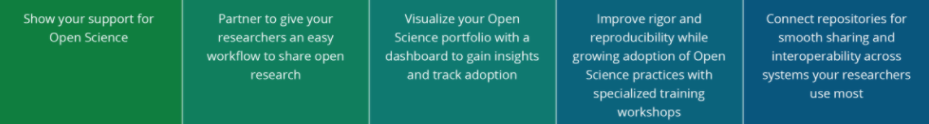 Show your support for
Open Science
Partner to give your
researchers an easy
workflow to share open
research
Visualize your Open
Science portfolio with a
dashboard to gain insights
and track adoption
Improve rigor and
reproducibility while
growing adoption of Open
Science practices with
specialized training
workshops
Connect repositories for
smooth sharing and
interoperability across
systems your researchers
use most